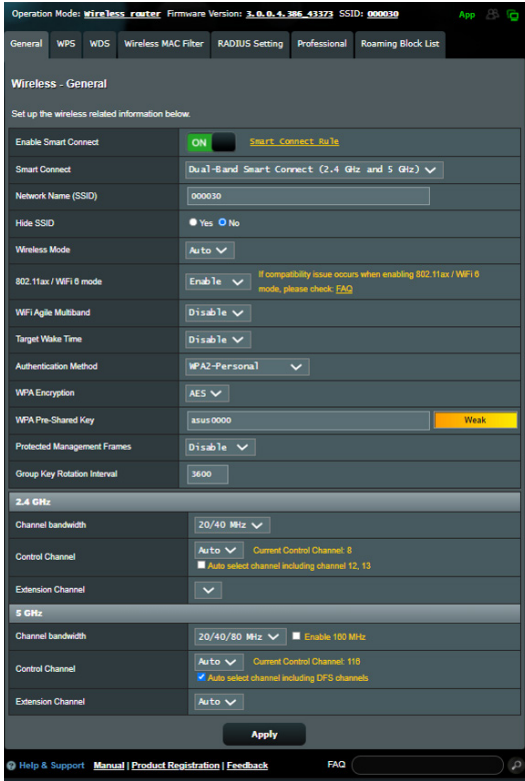 Operation Mode: Wireless router Firmware Version: 3.0.0.4.386_43373 SSID: 000030 App
General WPS WDS Wireless MAC Filter RADIUS Setting Professional Roaming Block List
Wireless - General
Set up the wireless related information below.
Enable Smart Connect ON Smart Connect Rule
Smart Connect Dual-Band Smart Connect (2.4 GHz and 5 GHz)
Network Name (SSID) 000030
Hide SSID Yes No
Wireless Mode Auto
802.11ax / WiFi 6 mode Enable If compatibility issue occurs when enabling 802.11ax / WiFi 6
mode, please check: FAQ
WiFi Agile Multiband Disable
Target Wake Time Disable
Authentication Method WPA2-Personal
WPA Encryption AES
WPA Pre-Shared Key asus0000 Weak
Protected Management Frames Disable
Group Key Rotation Interval 3600
2.4 GHz
Channel bandwidth 20/40 MHz
Control Channel Auto Current Control Channel: 8
Auto select channel including channel 12, 13
Extension Channel
5 GHz
Channel bandwidth 20/40/80 MHz Enable 160 MHz
Control Channel Auto Current Control Channel: 116
Auto select channel including DFS channels
Extension Channel Auto
Apply
Help & Support Manual | Product Registration | Feedback FAQ